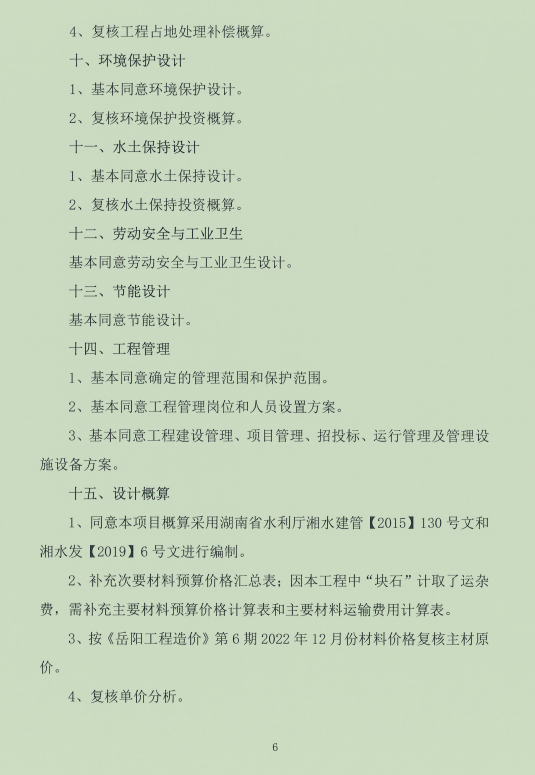 4、复核工程占地处理补偿概算。
十、环境保护设计
1、基本同意环境保护设计。
2、复核环境保护投资概算。
十一、水土保持设计
1、基本同意水土保持设计。
2、复核水土保持投资概算。
十二、劳动安全与工业卫生
基本同意劳动安全与工业卫生设计。
十三、节能设计
基本同意节能设计。
十四、工程管理
1、基本同意确定的管理范围和保护范围。
2、基本同意工程管理岗位和人员设置方案。
3、基本同意工程建设管理、项目管理、招投标、运行管理及管理设
施设备方案。
十五、设计概算
1、同意本项目概算采用湖南省水利厅湘水建管【2015】130 号文和
湘水发【2019】6 号文进行编制。
2、补充次要材料预算价格汇总表；因本工程中“块石”计取了运杂
费，需补充主要材料预算价格计算表和主要材料运输费用计算表。
3、按《岳阳工程造价》第 6 期 2022 年 12 月份材料价格复核主材原
价。
4、复核单价分析。
6